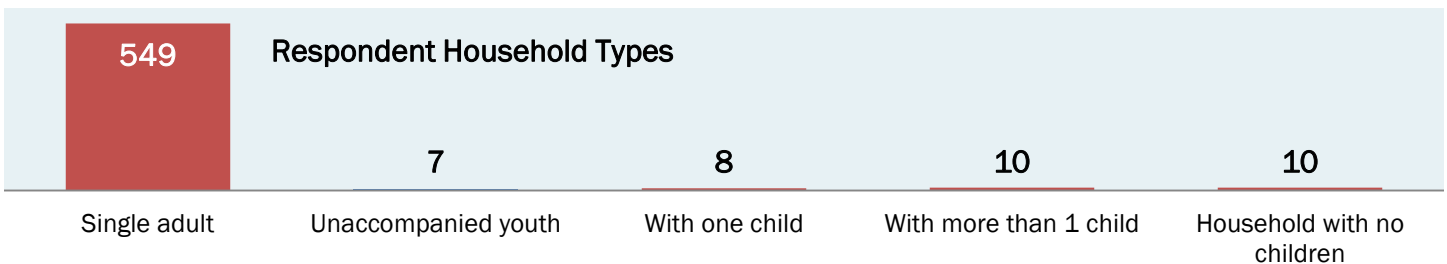 549
Respondent Household Types
7
8
10
10
Single adult
Unaccompanied youth
With one child
With more than 1 child
Household with no
children